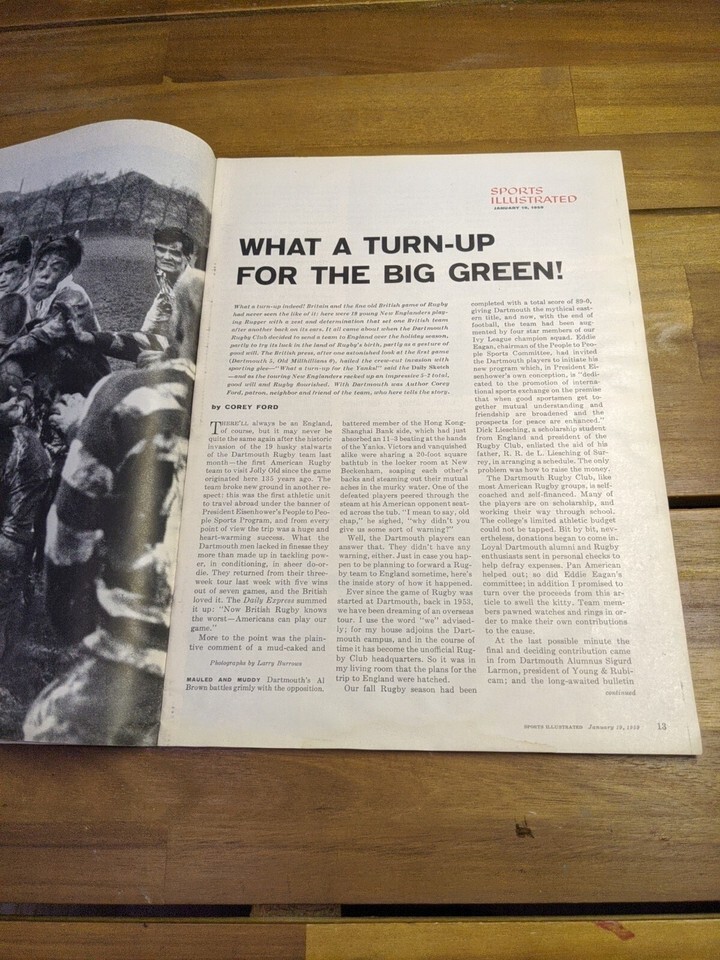 SPORTS
ILLUSTRATED
JANUARY 19, 1959
WHAT A TURN-UP
FOR THE BIG GREEN!
What a turn-up indeed! Britain and the fine old British game of Rugby
had never seen the like of it: here were 19 young New Englanders play-
ing Rugger with a zest and determination that set one British team
after another back on its ears. It all came about when the Dartmouth
Rugby Club decided to send a team to England over the holiday season,
partly to try its luck in the land of Rugby's birth, partly as a gesture of
good will. The British press, after one astonished look at the first game
(Dartmouth 5, Old Millhillians 0), hailed the crew-cut invasion with
sporting glee—"What a turn-up for the Yanks!" said the Daily Sketch
—and as the touring New Englanders racked up an impressive 5-2 total,
good will and Rugby flourished. With Dartmouth was Author Corey
Ford, patron, neighbor and friend of the team, who here tells the story.
by COREY FORD
THERE'LL always be an England,
of course, but it may never be
quite the same again after the historic
invasion of the 19 husky stalwarts
of the Dartmouth Rugby team last
month—the first American Rugby
team to visit Jolly Old since the game
originated here 135 years ago. The
team broke new ground in another re-
spect: this was the first athletic unit
to travel abroad under the banner of
President Eisenhower's People to Peo-
ple Sports Program, and from every
point of view the trip was a huge and
heart-warming success. What the
Dartmouth men lacked in finesse they
more than made up in tackling pow-
er, in conditioning, in sheer do-or-
die. They returned from their three-
week tour last week with five wins
out of seven games, and the British
loved it. The Daily Express summed
it up: "Now British Rugby knows
the worst—Americans can play our
game."
More to the point was the plain-
tive comment of a mud-caked and
Photographs by Larry Burrows
MAULED AND MUDDY Dartmouth's Al
Brown battles grimly with the opposition.
battered member of the Hong Kong-
Shanghai Bank side, which had just
absorbed an 11-3 beating at the hands
of the Yanks. Victors and vanquished
alike were sharing a 20-foot square
bathtub in the locker room at New
Beckenham, soaping each other's
backs and steaming out their mutual
aches in the murky water. One of the
defeated players peered through the
steam at his American opponent seat-
ed across the tub. "I mean to say, old
chap," he sighed, "why didn't you
give us some sort of warning?"
Well, the Dartmouth players can
answer that. They didn't have any
warning, either. Just in case you hap-
pen to be planning to forward a Rug-
by team to England sometime, here's
the inside story of how it happened.
Ever since the game of Rugby was
started at Dartmouth, back in 1953,
we have been dreaming of an overseas
tour. I use the word "we" advised-
ly; for my house adjoins the Dart-
mouth campus, and in the course of
time it has become the unofficial Rug-
by Club headquarters. So it was in
my living room that the plans for the
trip to England were hatched.
Our fall Rugby season had been
completed with a total score of 89-0,
giving Dartmouth the mythical east-
ern title, and now, with the end of
football, the team had been aug-
mented by four star members of our
Ivy League champion squad. Eddie
Eagan, chairman of the People to Peo-
ple Sports Committee, had invited
the Dartmouth players to initiate his
new program which, in President Ei-
senhower's own conception, is "dedi-
cated to the promotion of interna-
tional sports exchange on the premise
that when good sportsmen get to-
gether mutual understanding and
friendship are broadened and the
prospects for peace are enhanced."
Dick Liesching, a scholarship student
from England and president of the
Rugby Club, enlisted the aid of his
father, R. R. de L. Liesching of Sur-
rey, in arranging a schedule. The only
problem was how to raise the money.
The Dartmouth Rugby Club, like
most American Rugby groups, is self-
coached and self-financed. Many of
the players are on scholarship, and
working their way through school.
The college's limited athletic budget
could not be tapped. Bit by bit, nev-
ertheless, donations began to come in.
Loyal Dartmouth alumni and Rugby
enthusiasts sent in personal checks to
help defray expenses. Pan American
helped out; so did Eddie Eagan's
committee; in addition I promised to
turn over the proceeds from this ar-
ticle to swell the kitty. Team mem-
bers pawned watches and rings in or-
der to make their own contributions
to the cause.
At the last possible minute the
final and deciding contribution came
in from Dartmouth Alumnus Sigurd
Larmon, president of Young & Rubi-
cam; and the long-awaited bulletin
continued
SPORTS ILLUSTRATED January 19, 1959 13